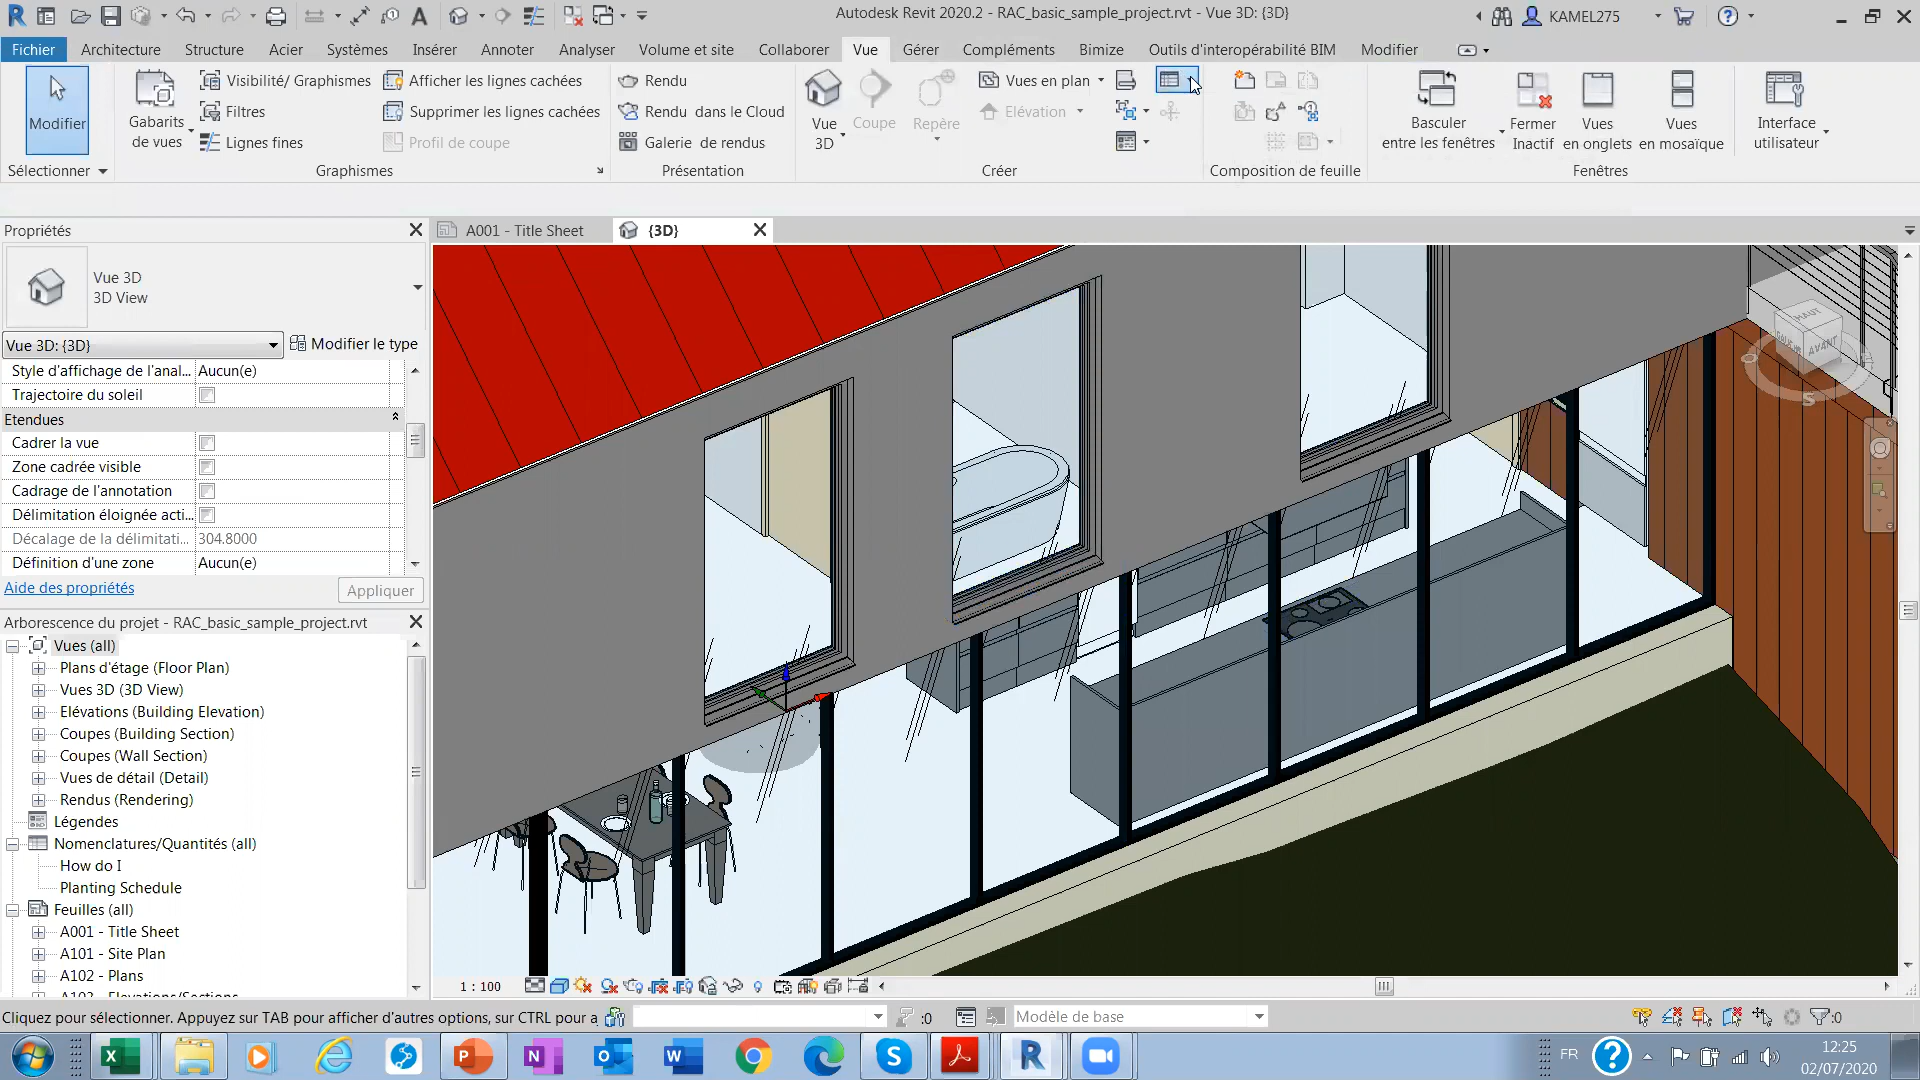 Autodesk Revit 2020.2 - RAC_basic_sample_project.rvt - Vue 3D: {3D}
KAMEL275
Fichier Architecture Structure Acier Systèmes Insérer Annoter Analyser Volume et site Collaborer Vue Gérer Compléments Bimize Outils d'interopérabilité BIM Modifier
Modifier
Gabarits
de vues
Visibilité/ Graphismes
Filtres
Lignes fines
Afficher les lignes cachées
Supprimer les lignes cachées
Profil de coupe
Rendu
Rendu dans le Cloud
Galerie de rendus
Vue
3D
Coupe
Repère
Vues en plan
Elévation
Basculer
entre les fenêtres
Fermer
Inactif
Vues
en onglets
Vues
en mosaïque
Interface
utilisateur
Sélectionner
Graphismes
Présentation
Créer
Composition de feuille
Fenêtres
Propriétés
A001 - Title Sheet
{3D}
Vue 3D
3D View
Vue 3D: {3D}
Modifier le type
Style d'affichage de l'anal... Aucun(e)
Trajectoire du soleil
Etendues
Cadrer la vue
Zone cadrée visible
Cadrage de l'annotation
Délimitation éloignée acti...
Décalage de la délimitati... 304.8000
Définition d'une zone Aucun(e)
Aide des propriétés
Appliquer
Arborescence du projet - RAC_basic_sample_project.rvt
Vues (all)
Plans d'étage (Floor Plan)
Vues 3D (3D View)
Elévations (Building Elevation)
Coupes (Building Section)
Coupes (Wall Section)
Vues de détail (Detail)
Rendus (Rendering)
Légendes
Nomenclatures/Quantités (all)
How do I
Planting Schedule
Feuilles (all)
A001 - Title Sheet
A101 - Site Plan
A102 - Plans
A103 - Elevations/Sections
HAUT
GAUCHE
AVANT
S
1 : 100
Cliquez pour sélectionner. Appuyez sur TAB pour afficher d'autres options, sur CTRL pour a
:0
Modèle de base
:0
FR
12:25
02/07/2020